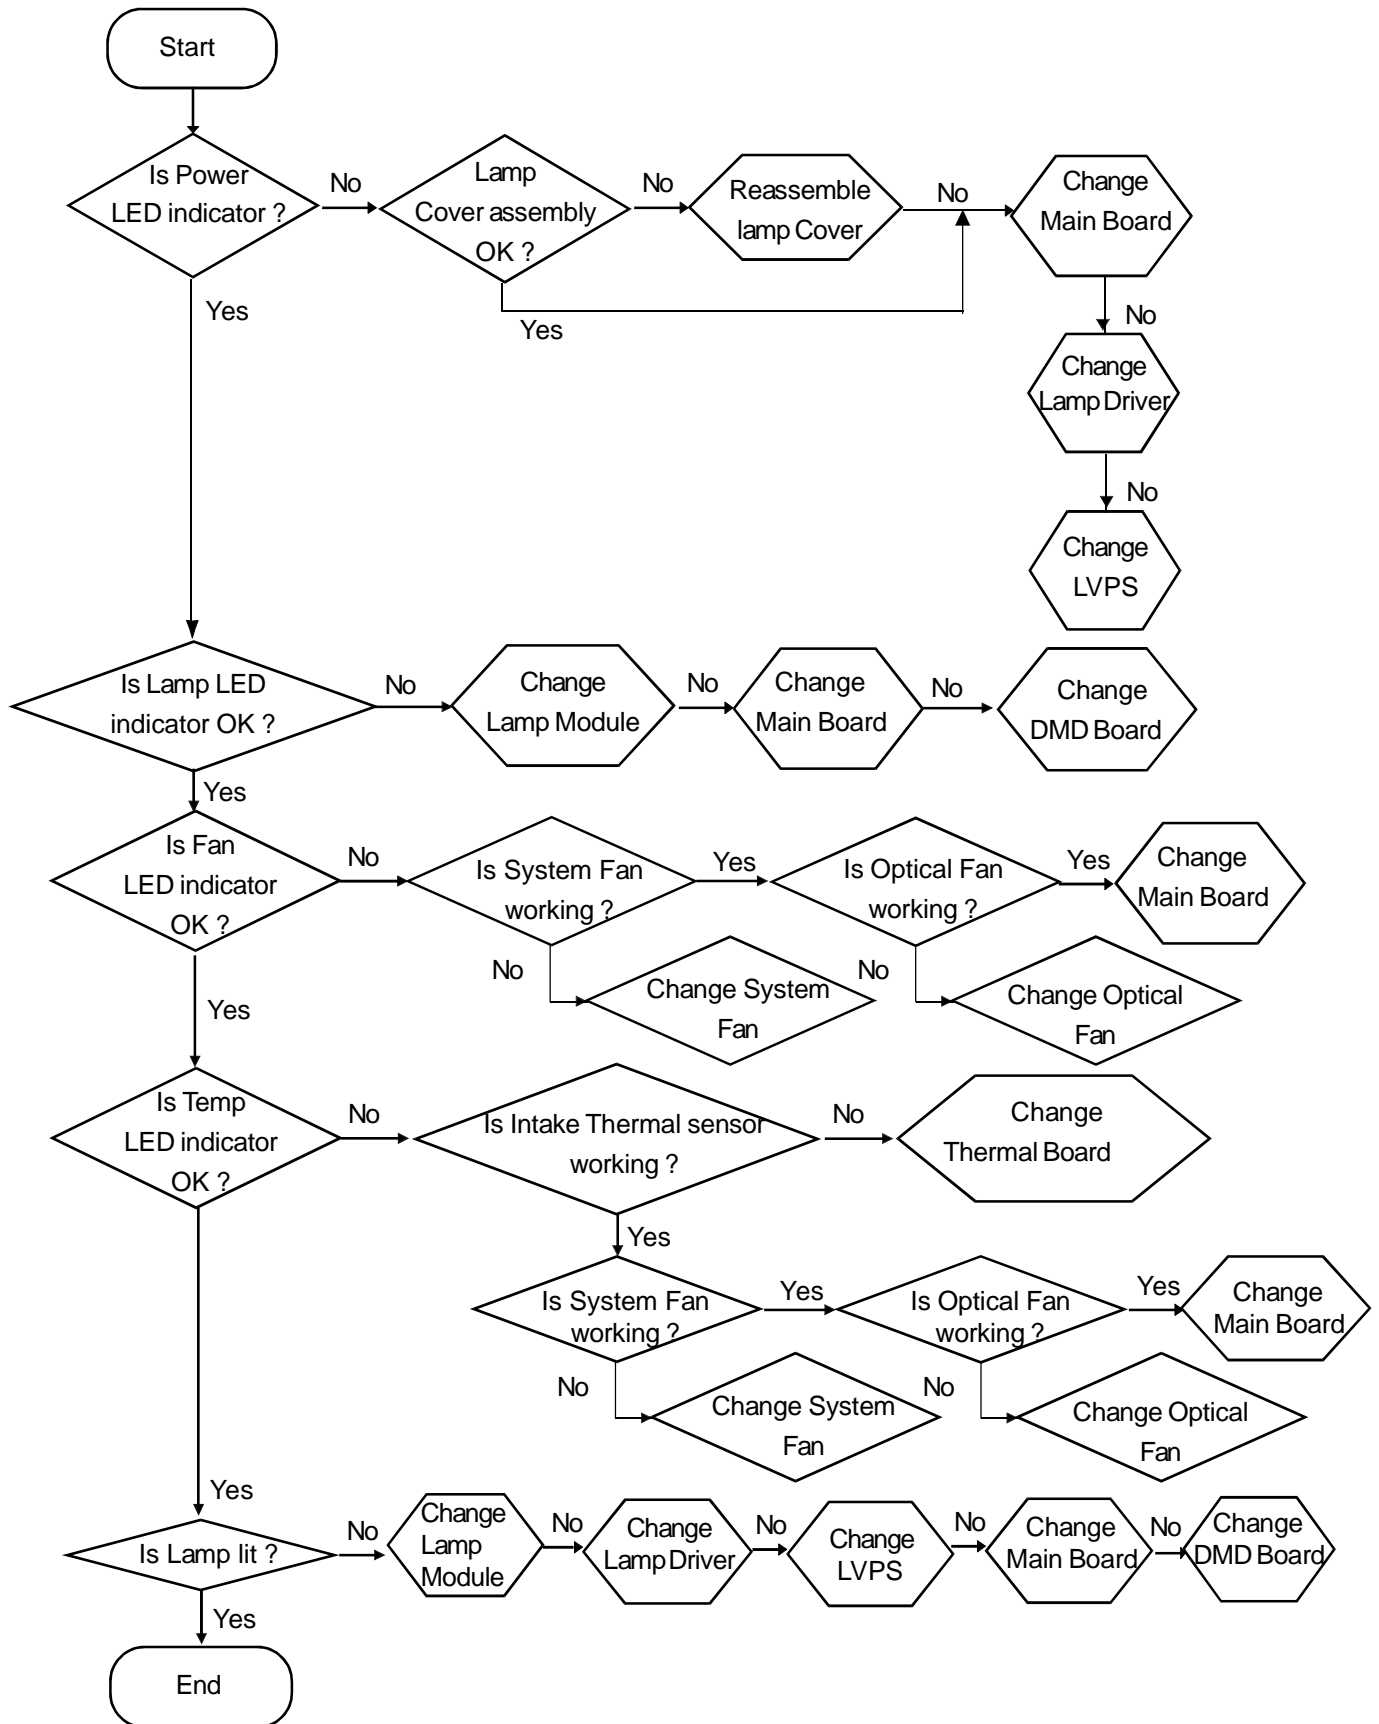 Start
Is Power
LED indicator ?
No
Lamp
Cover assembly
OK ?
No
Reassemble
lamp Cover
No
Change
Main Board
Yes
Yes
No
Change
Lamp Driver
No
Change
LVPS
Is Lamp LED
indicator OK ?
No
Change
Lamp Module
No
Change
Main Board
No
Change
DMD Board
Yes
Is Fan
LED indicator
OK ?
No
Is System Fan
working ?
Yes
Is Optical Fan
working ?
Yes
Change
Main Board
No
Change System
Fan
No
Change Optical
Fan
Yes
Is Temp
LED indicator
OK ?
No
Is Intake Thermal sensor
working ?
No
Change
Thermal Board
Yes
Is System Fan
working ?
Yes
Is Optical Fan
working ?
Yes
Change
Main Board
No
Change System
Fan
No
Change Optical
Fan
Yes
Is Lamp lit ?
No
Change
Lamp
Module
No
Change
Lamp Driver
No
Change
LVPS
No
Change
Main Board
No
Change
DMD Board
Yes
End